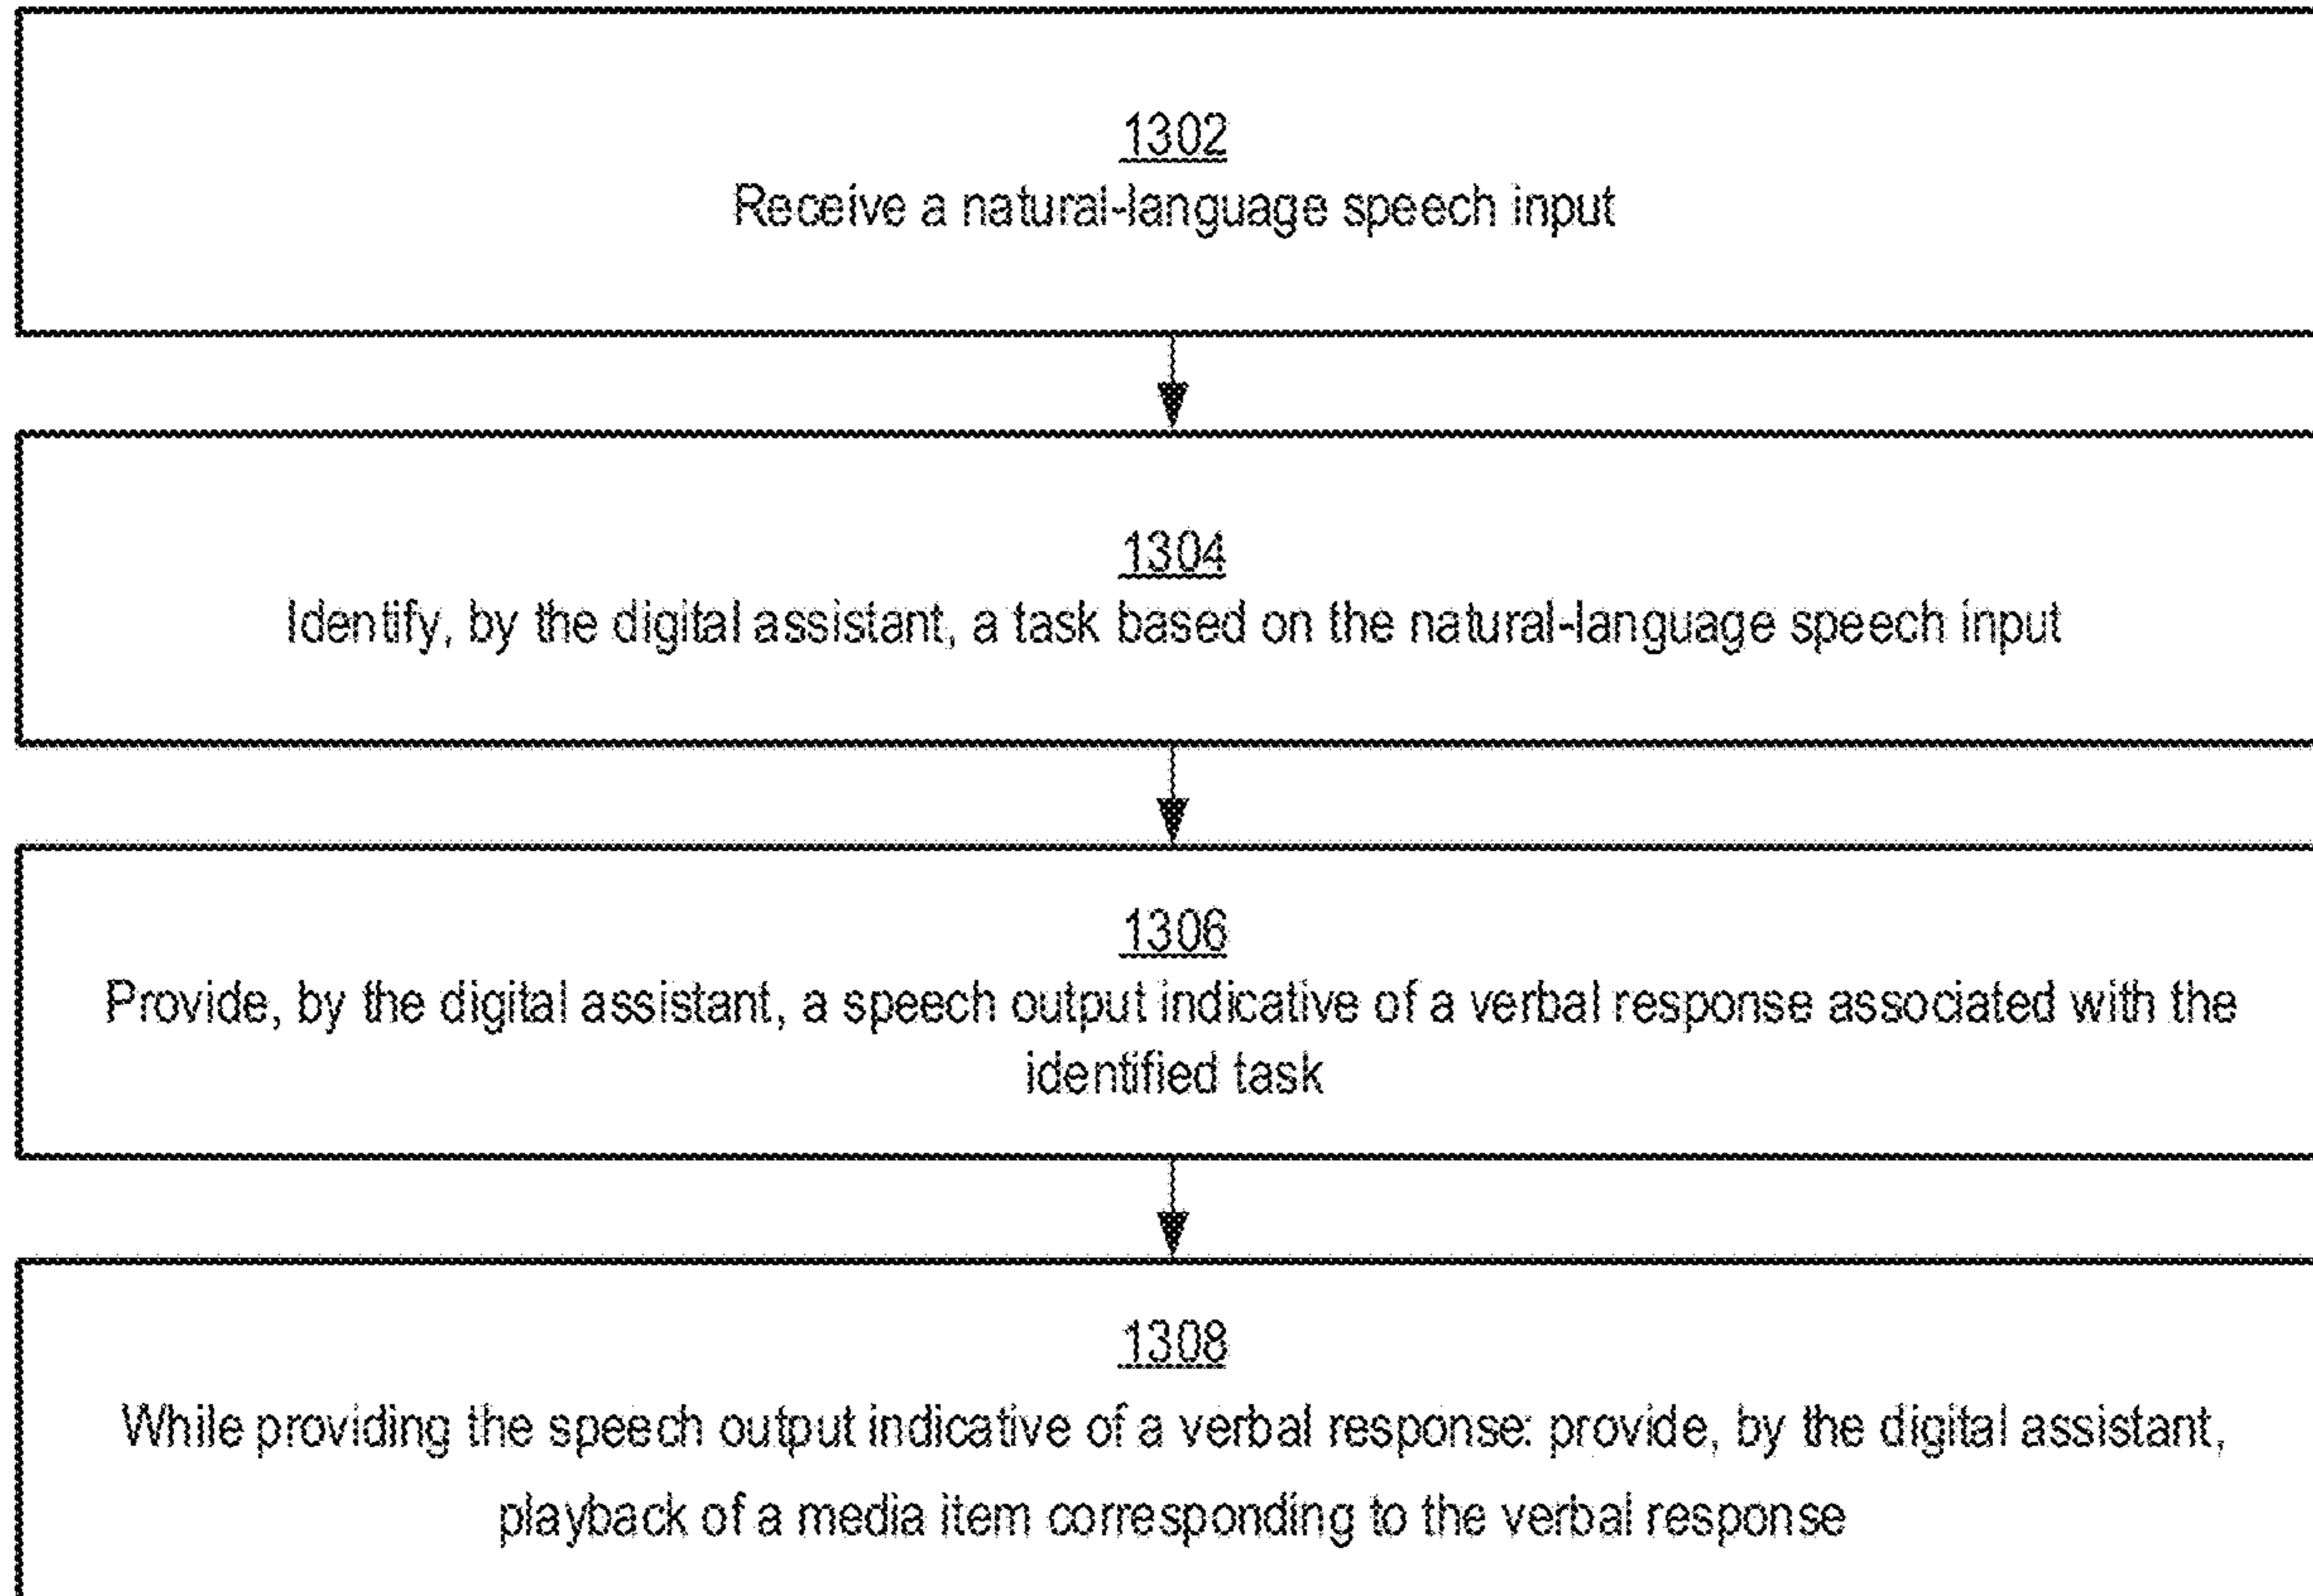 1302
Receive a natural-language speech input
1304
Identify, by the digital assistant, a task based on the natural-language speech input
1306
Provide, by the digital assistant, a speech output indicative of a verbal response associated with the
identified task
1308
While providing the speech output indicative of a verbal response: provide, by the digital assistant,
playback of a media item corresponding to the verbal response